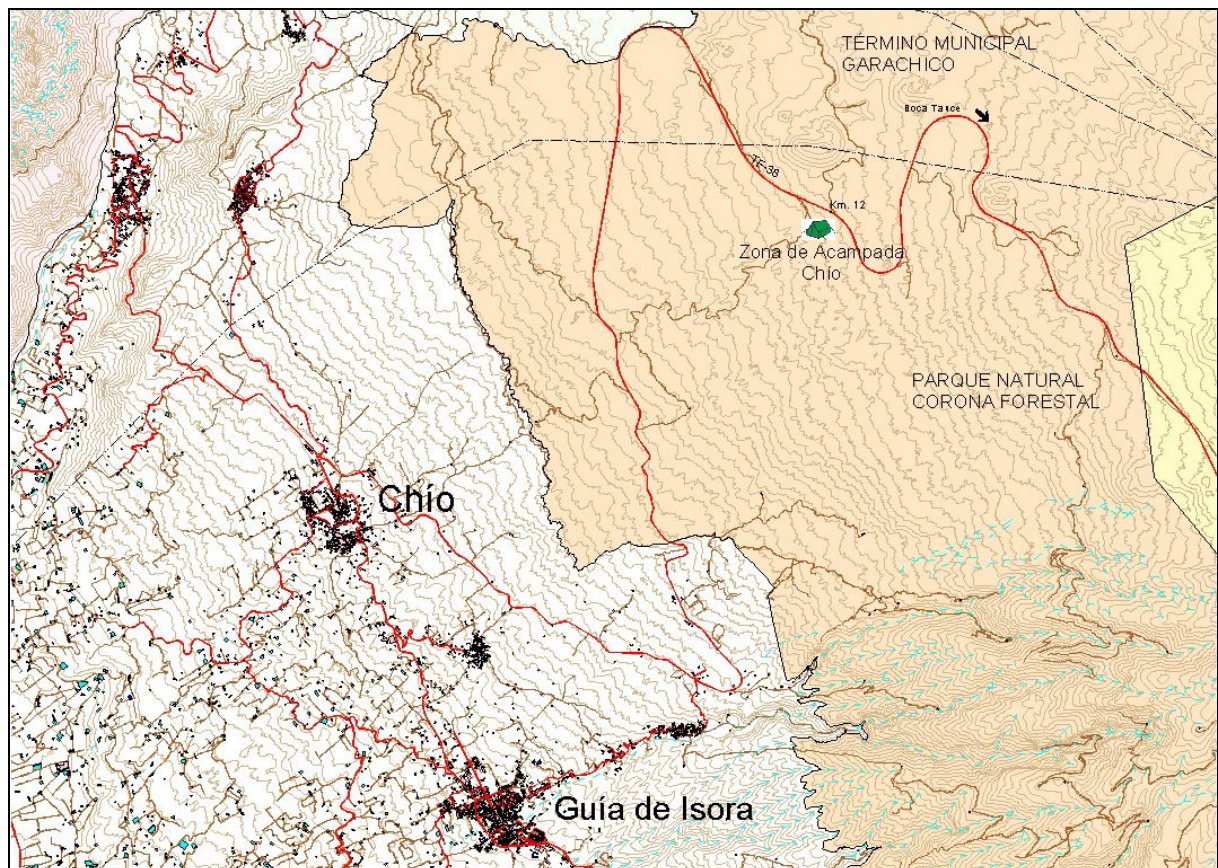 TÉRMINO MUNICIPAL
GARACHICO
Boca Tauce
TE-38
Km. 12
Zona de Acampada
Chío
PARQUE NATURAL
CORONA FORESTAL
Chío
Guía de Isora